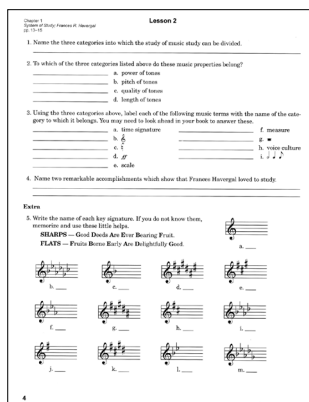 Chapter 1
Lesson 2
System of Study; Frances R. Havergal
pp. 13–15
1. Name the three categories into which the study of music study can be divided.
2. To which of the three categories listed above do these music properties belong?
a. power of tones
b. pitch of tones
c. quality of tones
d. length of tones
3. Using the three categories above, label each of the following music terms with the name of the cate-
gory to which it belongs. You may need to look ahead in your book to answer these.
a. time signature
f. measure
b.
g.
c.
h. voice culture
d. ff
i.
e. scale
4. Name two remarkable accomplishments which show that Frances Havergal loved to study.
Extra
5. Write the name of each key signature. If you do not know them,
memorize and use these little helps.
SHARPS — Good Deeds Are Ever Bearing Fruit.
FLATS — Fruits Borne Early Are Delightfully Good.
a.
b. c. d. e.
f. g. h. i.
j. k. l. m.
4